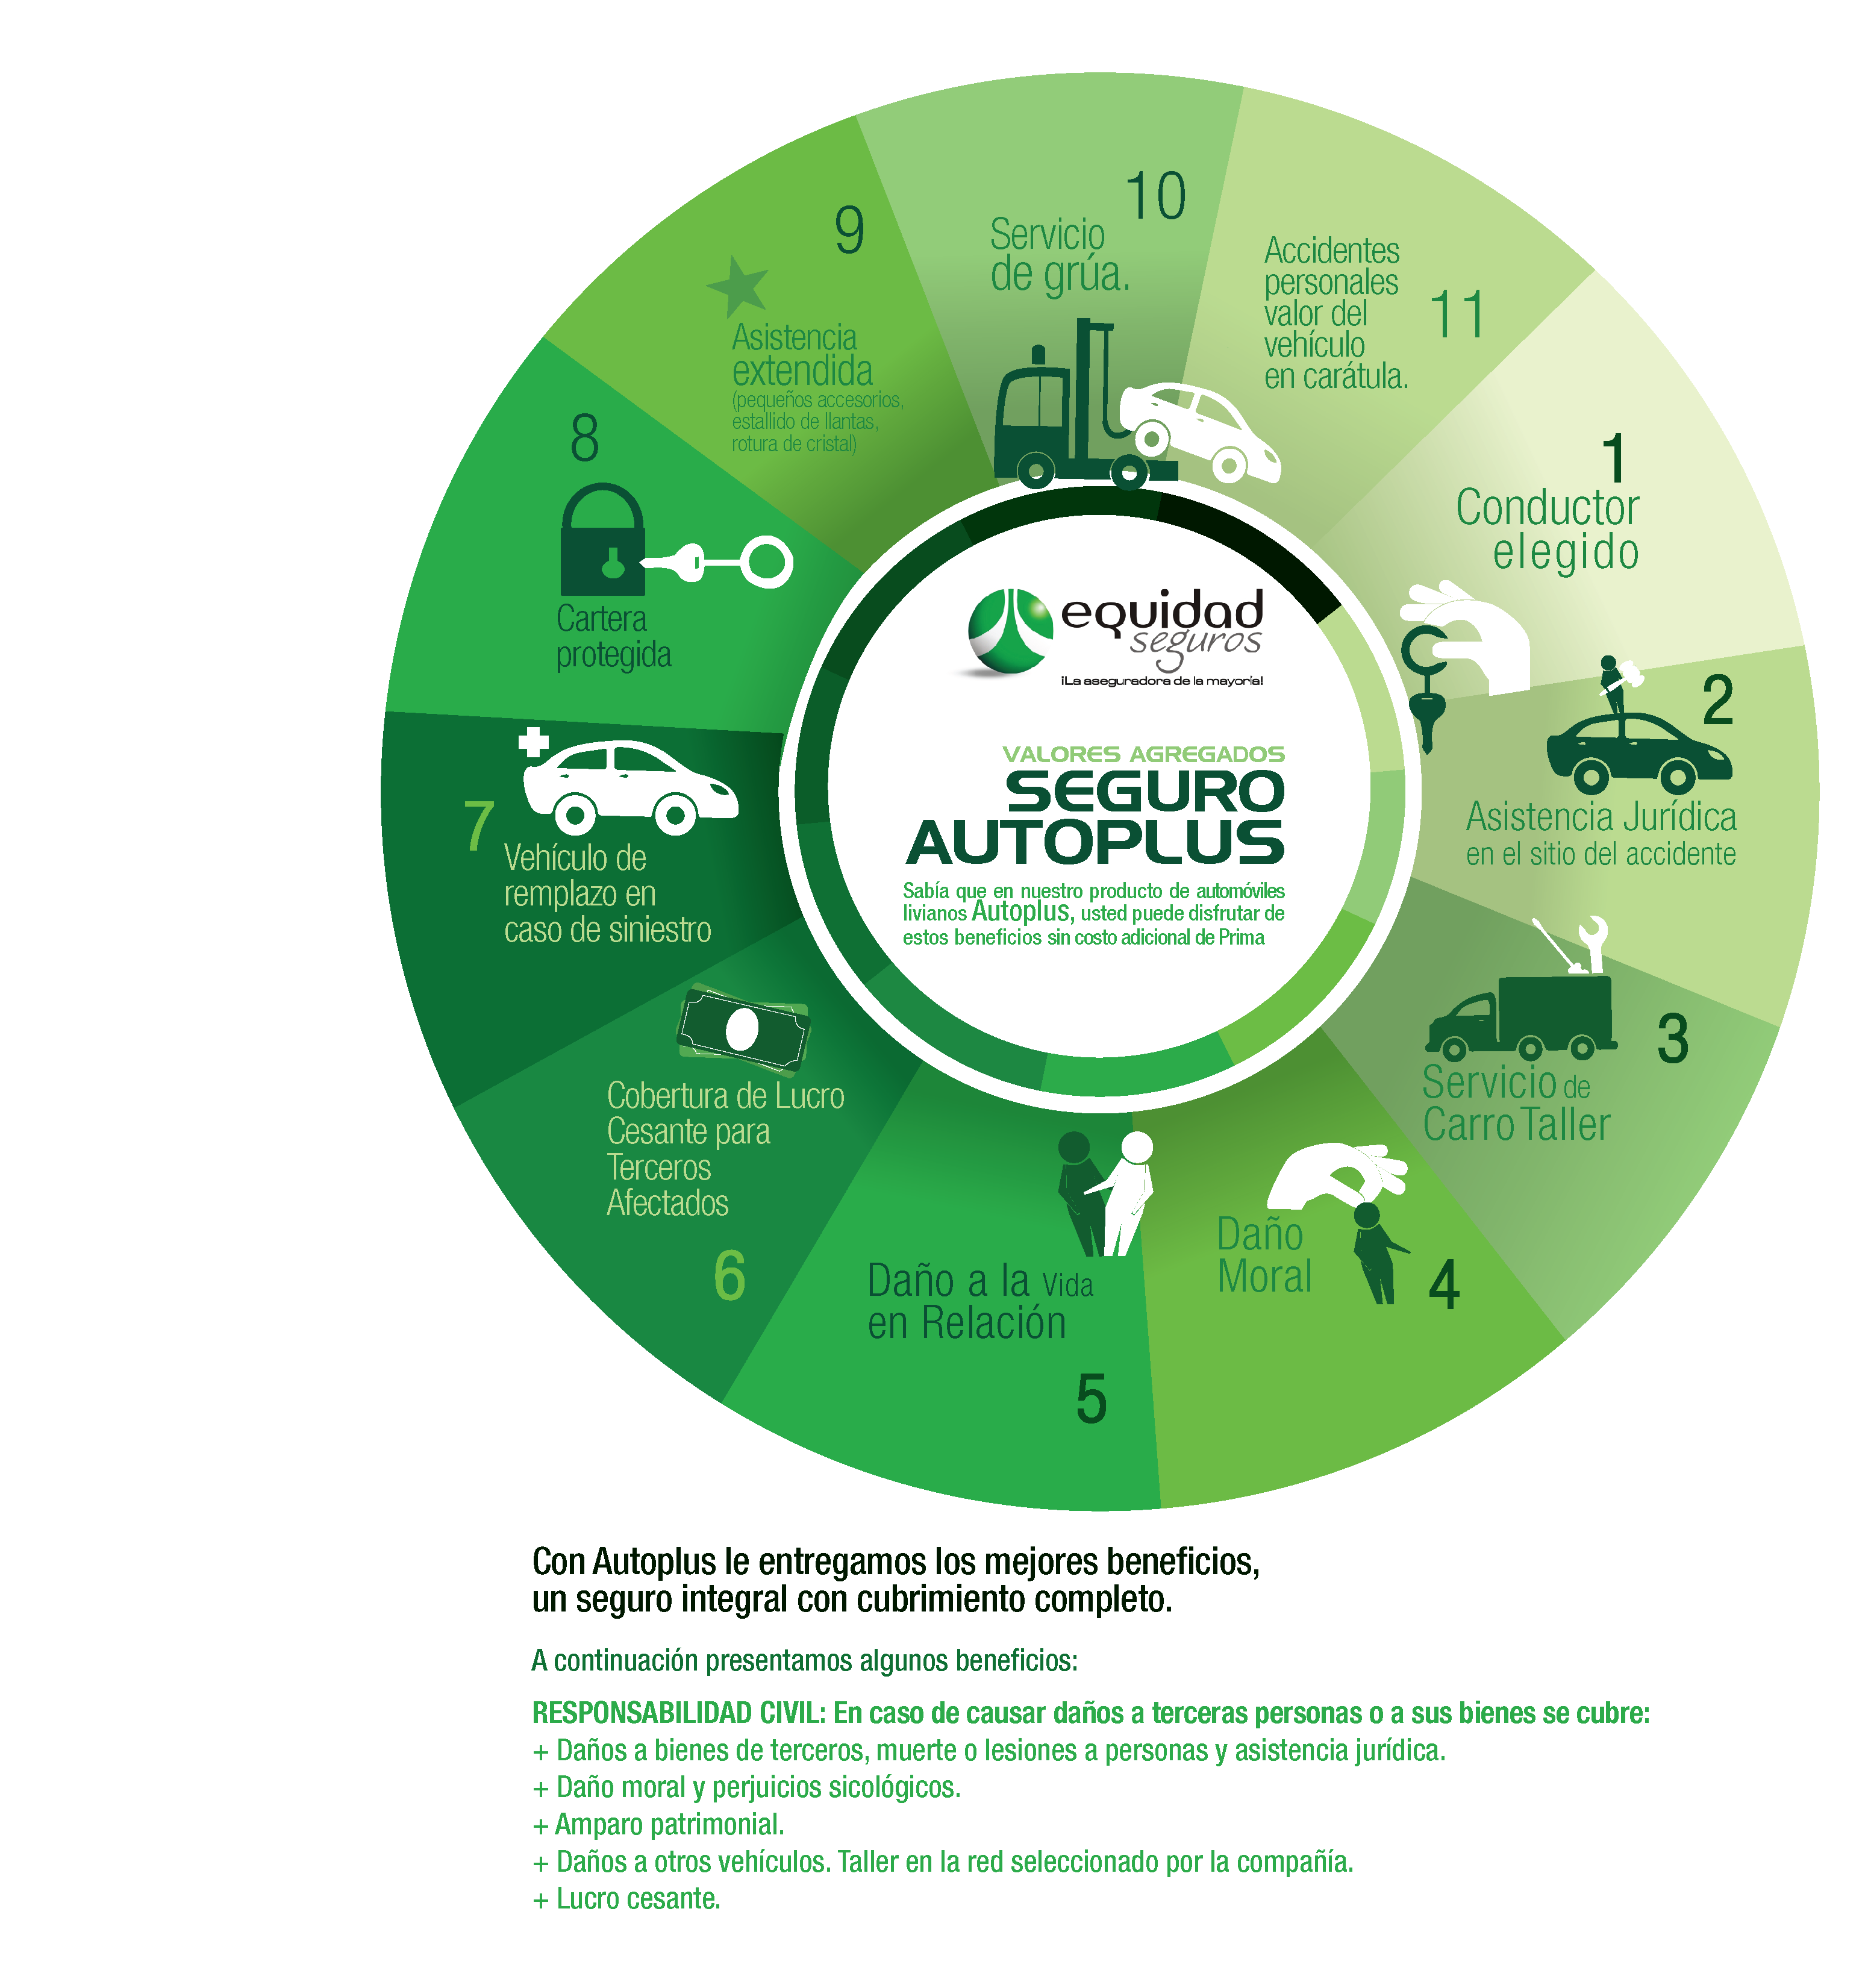 equidad
seguros
¡La aseguradora de la mayoría!
VALORES AGREGADOS
SEGURO
AUTOPLUS
Sabía que en nuestro producto de automóviles
livianos Autoplus, usted puede disfrutar de
estos beneficios sin costo adicional de Prima
1
Conductor
elegido
2
Asistencia Jurídica
en el sitio del accidente
3
Servicio de
Carro Taller
4
Daño
Moral
5
Daño a la Vida
en Relación
6
Cobertura de Lucro
Cesante para
Terceros
Afectados
7
Vehículo de
remplazo en
caso de siniestro
8
Cartera
protegida
9
Asistencia
extendida
(pequeños accesorios,
estallido de llantas,
rotura de cristal)
10
Servicio
de grúa.
11
Accidentes
personales
valor del
vehículo
en carátula.
Con Autoplus le entregamos los mejores beneficios,
un seguro integral con cubrimiento completo.
A continuación presentamos algunos beneficios:
RESPONSABILIDAD CIVIL: En caso de causar daños a terceras personas o a sus bienes se cubre:
+ Daños a bienes de terceros, muerte o lesiones a personas y asistencia jurídica.
+ Daño moral y perjuicios sicológicos.
+ Amparo patrimonial.
+ Daños a otros vehículos. Taller en la red seleccionado por la compañía.
+ Lucro cesante.